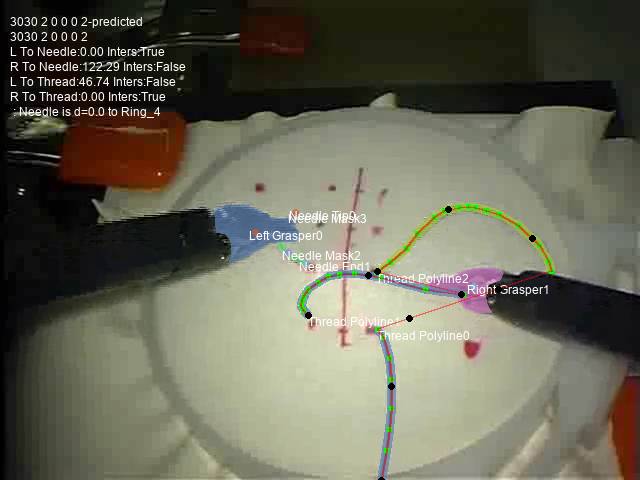 3030 2 0 0 0 2-predicted
3030 2 0 0 0 2
L To Needle:0.00 Inters:True
R To Needle:122.29 Inters:False
L To Thread:46.74 Inters:False
R To Thread:0.00 Inters:True
: Needle is d=0.0 to Ring_4
Needle Tip0
Needle Mask3
Left Grasper0
Needle Mask2
Needle End1
Thread Polyline2
Right Grasper1
Thread Polyline1
Thread Polyline0